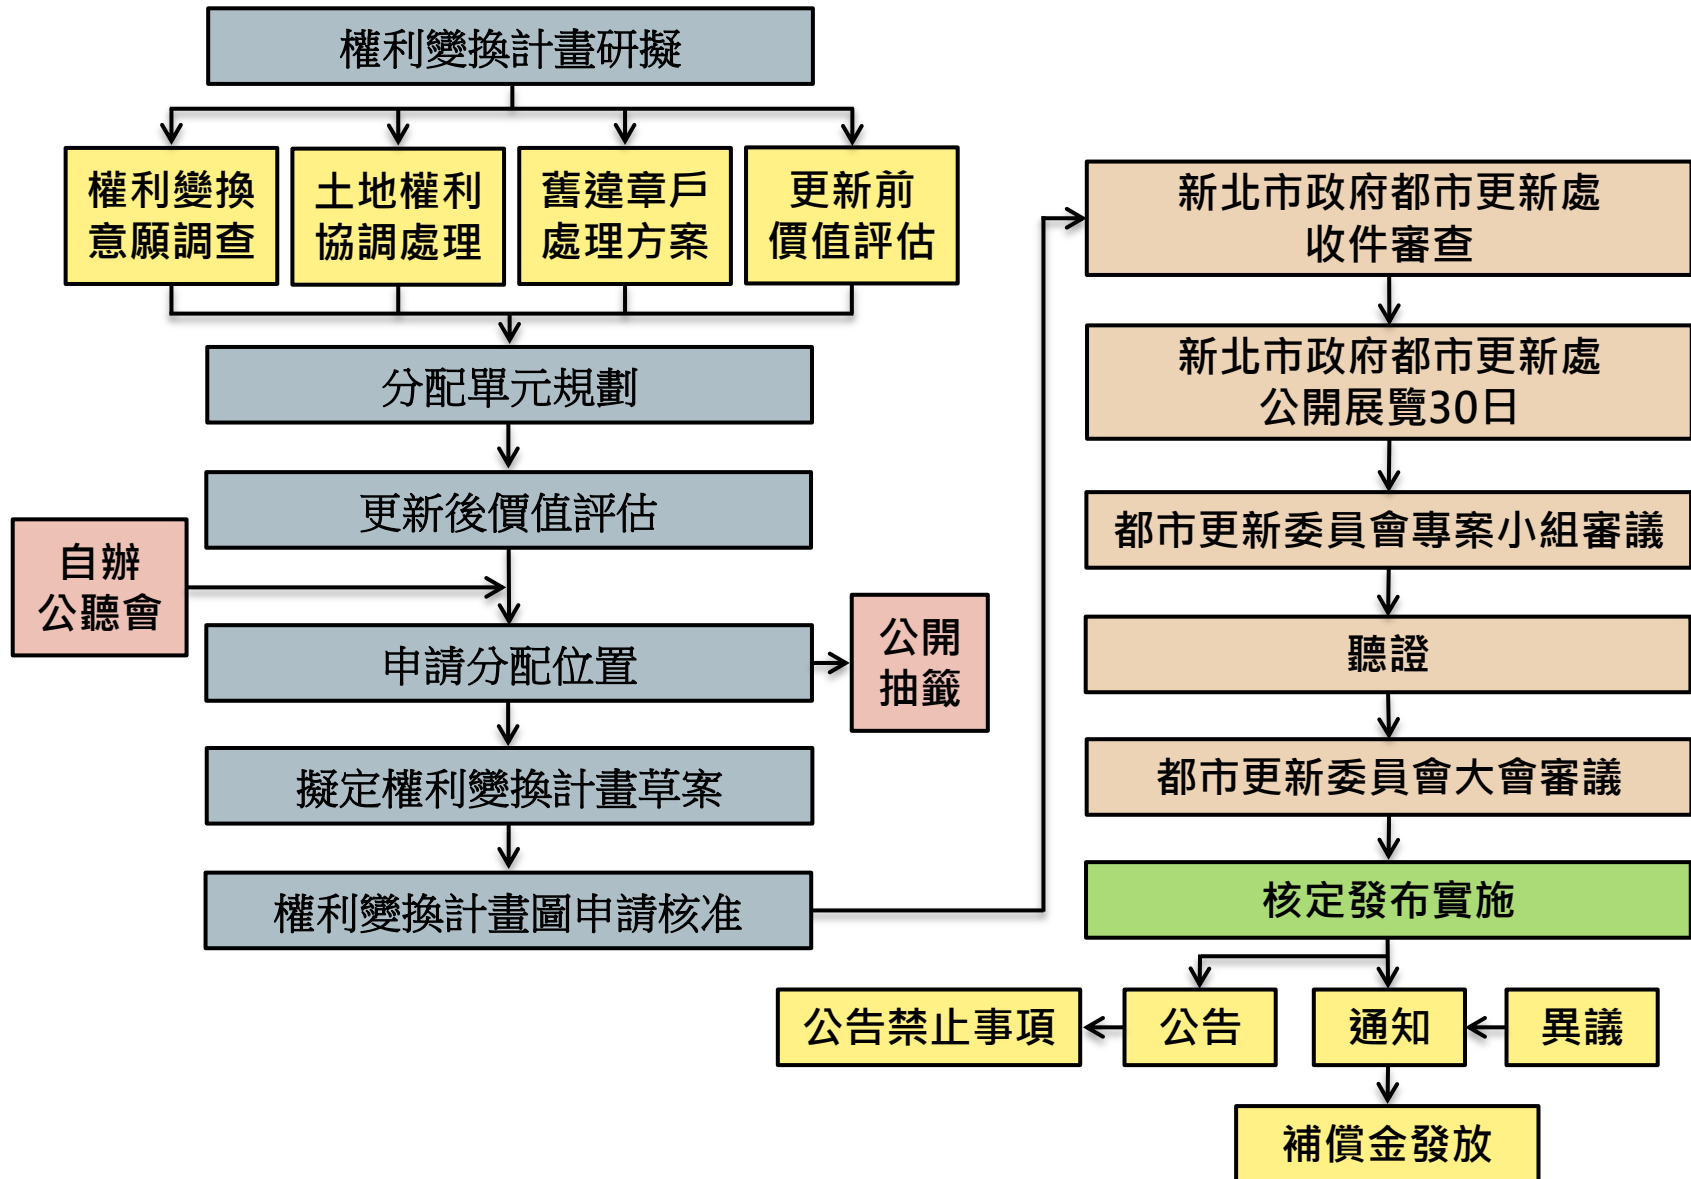 權利變換計畫研擬
權利變換
意願調查
土地權利
協調處理
舊違章戶
處理方案
更新前
價值評估
分配單元規劃
更新後價值評估
自辦
公聽會
申請分配位置
公開
抽籤
擬定權利變換計畫草案
權利變換計畫圖申請核准
新北市政府都市更新處
收件審查
新北市政府都市更新處
公開展覽30日
都市更新委員會專案小組審議
聽證
都市更新委員會大會審議
核定發布實施
公告禁止事項
公告
通知
異議
補償金發放